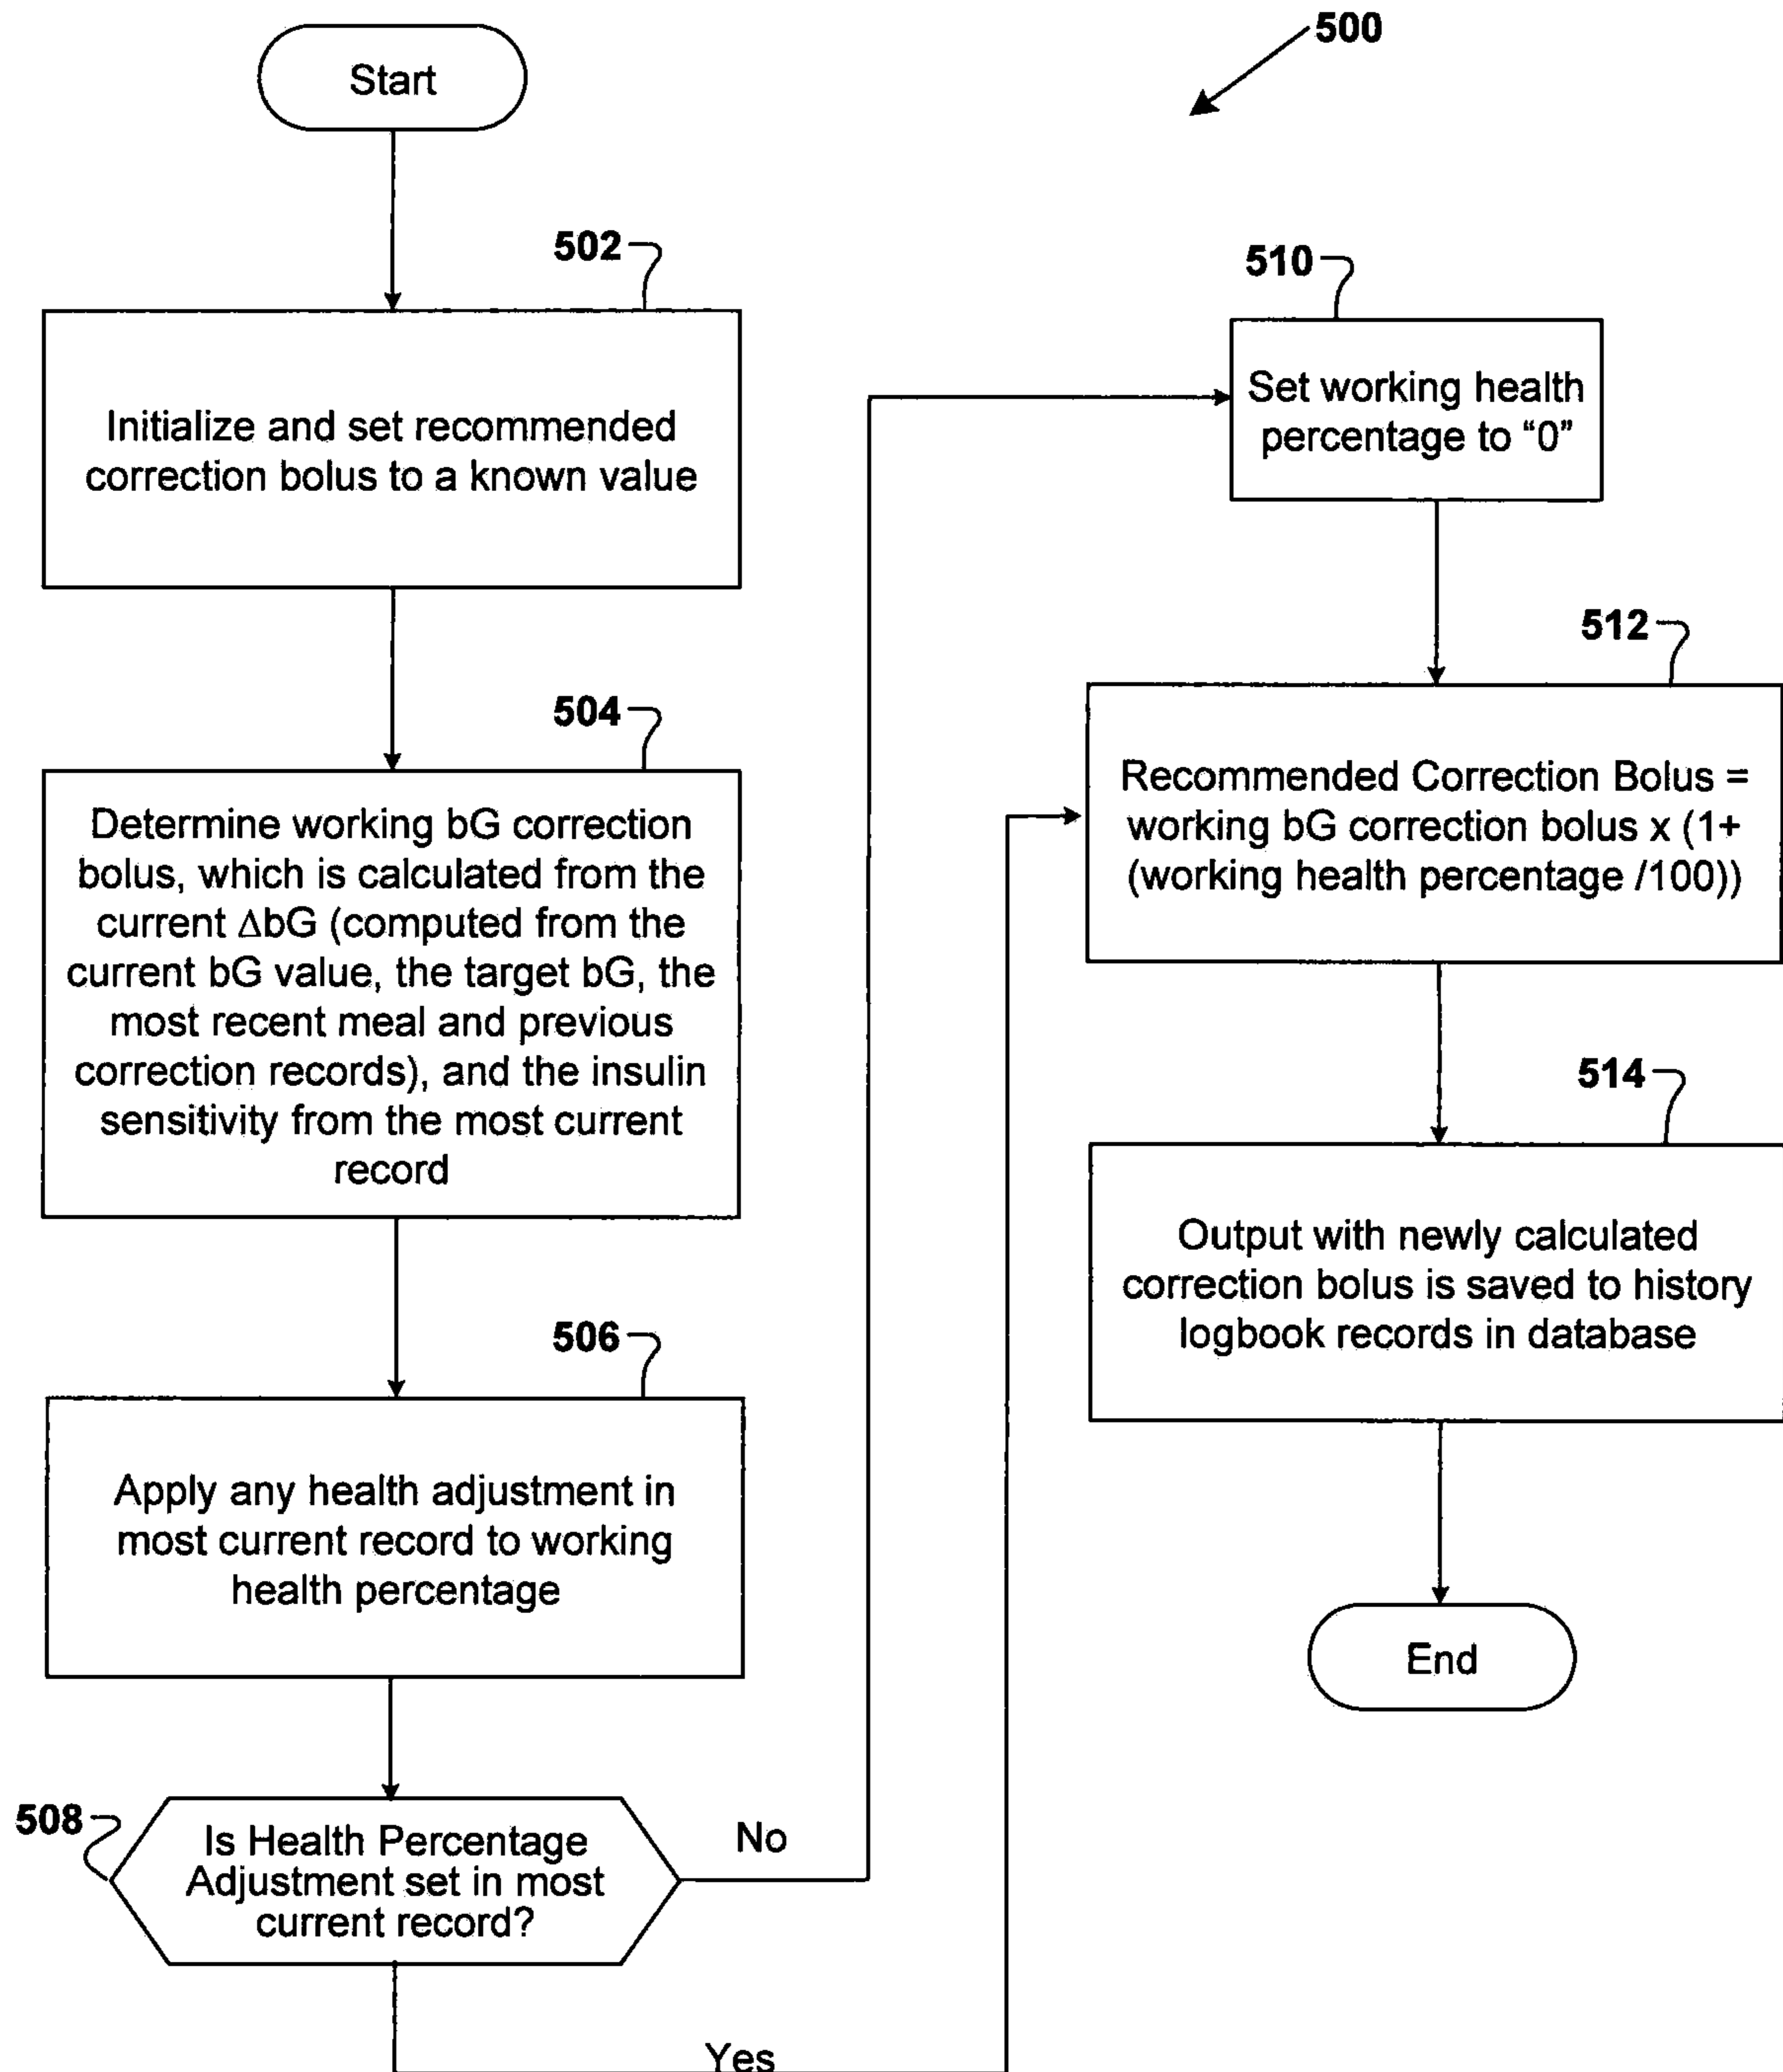 500
Start
502
Initialize and set recommended
correction bolus to a known value
504
Determine working bG correction
bolus, which is calculated from the
current ΔbG (computed from the
current bG value, the target bG, the
most recent meal and previous
correction records), and the insulin
sensitivity from the most current
record
506
Apply any health adjustment in
most current record to working
health percentage
508
Is Health Percentage
Adjustment set in most
current record?
No
Yes
510
Set working health
percentage to “0”
512
Recommended Correction Bolus =
working bG correction bolus x (1+
(working health percentage /100))
514
Output with newly calculated
correction bolus is saved to history
logbook records in database
End